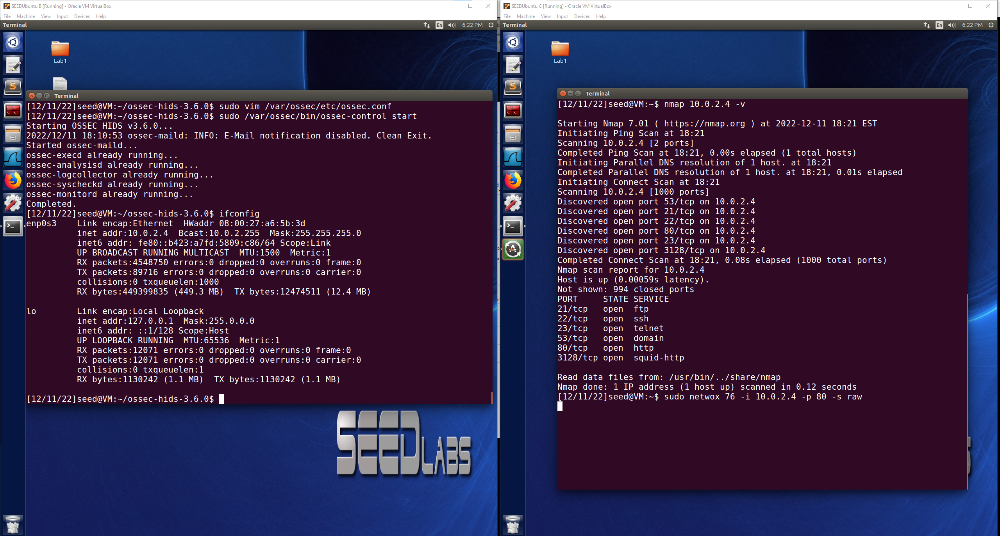 SEEDUbuntu B [Running] - Oracle VM VirtualBox
File Machine View Input Devices Help
Terminal En 6:22 PM
Lab1
Terminal
[12/11/22]seed@VM:~/ossec-hids-3.6.0$ sudo vim /var/ossec/etc/ossec.conf
[12/11/22]seed@VM:~/ossec-hids-3.6.0$ sudo /var/ossec/bin/ossec-control start
Starting OSSEC HIDS v3.6.0...
2022/12/11 18:10:53 ossec-maild: INFO: E-Mail notification disabled. Clean Exit.
Started ossec-maild...
ossec-execd already running...
ossec-analysisd already running...
ossec-logcollector already running...
ossec-syscheckd already running...
ossec-monitord already running...
Completed.
[12/11/22]seed@VM:~/ossec-hids-3.6.0$ ifconfig
enp0s3    Link encap:Ethernet  HWaddr 08:00:27:a6:5b:3d
          inet addr:10.0.2.4  Bcast:10.0.2.255  Mask:255.255.255.0
          inet6 addr: fe80::b423:a7fd:5809:c86/64 Scope:Link
          UP BROADCAST RUNNING MULTICAST  MTU:1500  Metric:1
          RX packets:4548750 errors:0 dropped:0 overruns:0 frame:0
          TX packets:89716 errors:0 dropped:0 overruns:0 carrier:0
          collisions:0 txqueuelen:1000
          RX bytes:449399835 (449.3 MB)  TX bytes:12474511 (12.4 MB)
lo        Link encap:Local Loopback
          inet addr:127.0.0.1  Mask:255.0.0.0
          inet6 addr: ::1/128 Scope:Host
          UP LOOPBACK RUNNING  MTU:65536  Metric:1
          RX packets:12071 errors:0 dropped:0 overruns:0 frame:0
          TX packets:12071 errors:0 dropped:0 overruns:0 carrier:0
          collisions:0 txqueuelen:1
          RX bytes:1130242 (1.1 MB)  TX bytes:1130242 (1.1 MB)
[12/11/22]seed@VM:~/ossec-hids-3.6.0$
SEEDLABS
SEEDUbuntu C [Running] - Oracle VM VirtualBox
File Machine View Input Devices Help
Terminal En 6:22 PM
Lab1
Terminal
[12/11/22]seed@VM:~$ nmap 10.0.2.4 -v
Starting Nmap 7.01 ( https://nmap.org ) at 2022-12-11 18:21 EST
Initiating Ping Scan at 18:21
Scanning 10.0.2.4 [2 ports]
Completed Ping Scan at 18:21, 0.00s elapsed (1 total hosts)
Initiating Parallel DNS resolution of 1 host. at 18:21
Completed Parallel DNS resolution of 1 host. at 18:21, 0.01s elapsed
Initiating Connect Scan at 18:21
Scanning 10.0.2.4 [1000 ports]
Discovered open port 53/tcp on 10.0.2.4
Discovered open port 21/tcp on 10.0.2.4
Discovered open port 22/tcp on 10.0.2.4
Discovered open port 80/tcp on 10.0.2.4
Discovered open port 23/tcp on 10.0.2.4
Discovered open port 3128/tcp on 10.0.2.4
Completed Connect Scan at 18:21, 0.08s elapsed (1000 total ports)
Nmap scan report for 10.0.2.4
Host is up (0.00059s latency).
Not shown: 994 closed ports
PORT     STATE SERVICE
21/tcp   open  ftp
22/tcp   open  ssh
23/tcp   open  telnet
53/tcp   open  domain
80/tcp   open  http
3128/tcp open  squid-http
Read data files from: /usr/bin/../share/nmap
Nmap done: 1 IP address (1 host up) scanned in 0.12 seconds
[12/11/22]seed@VM:~$ sudo netwox 76 -i 10.0.2.4 -p 80 -s raw